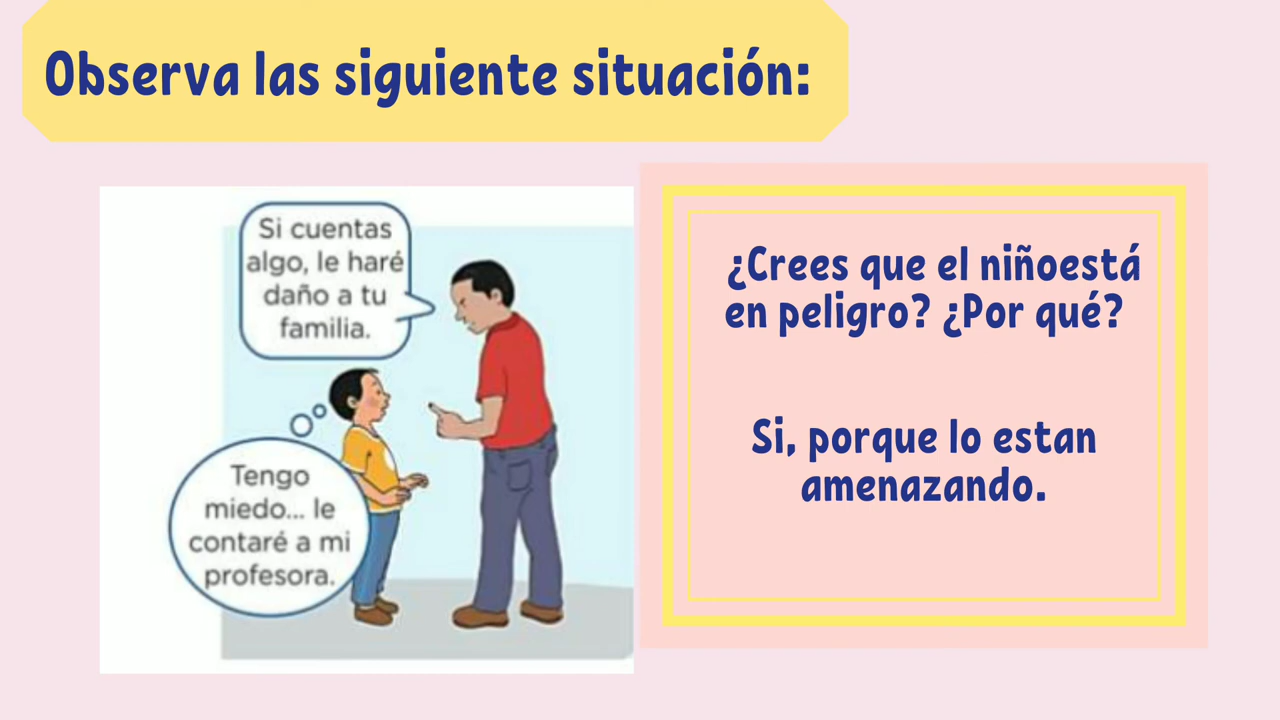 Observa las siguiente situación:
Si cuentas
algo, le haré
daño a tu
familia.
Tengo
miedo... le
contaré a mi
profesora.
¿Crees que el niñoestá
en peligro? ¿Por qué?
Si, porque lo estan
amenazando.